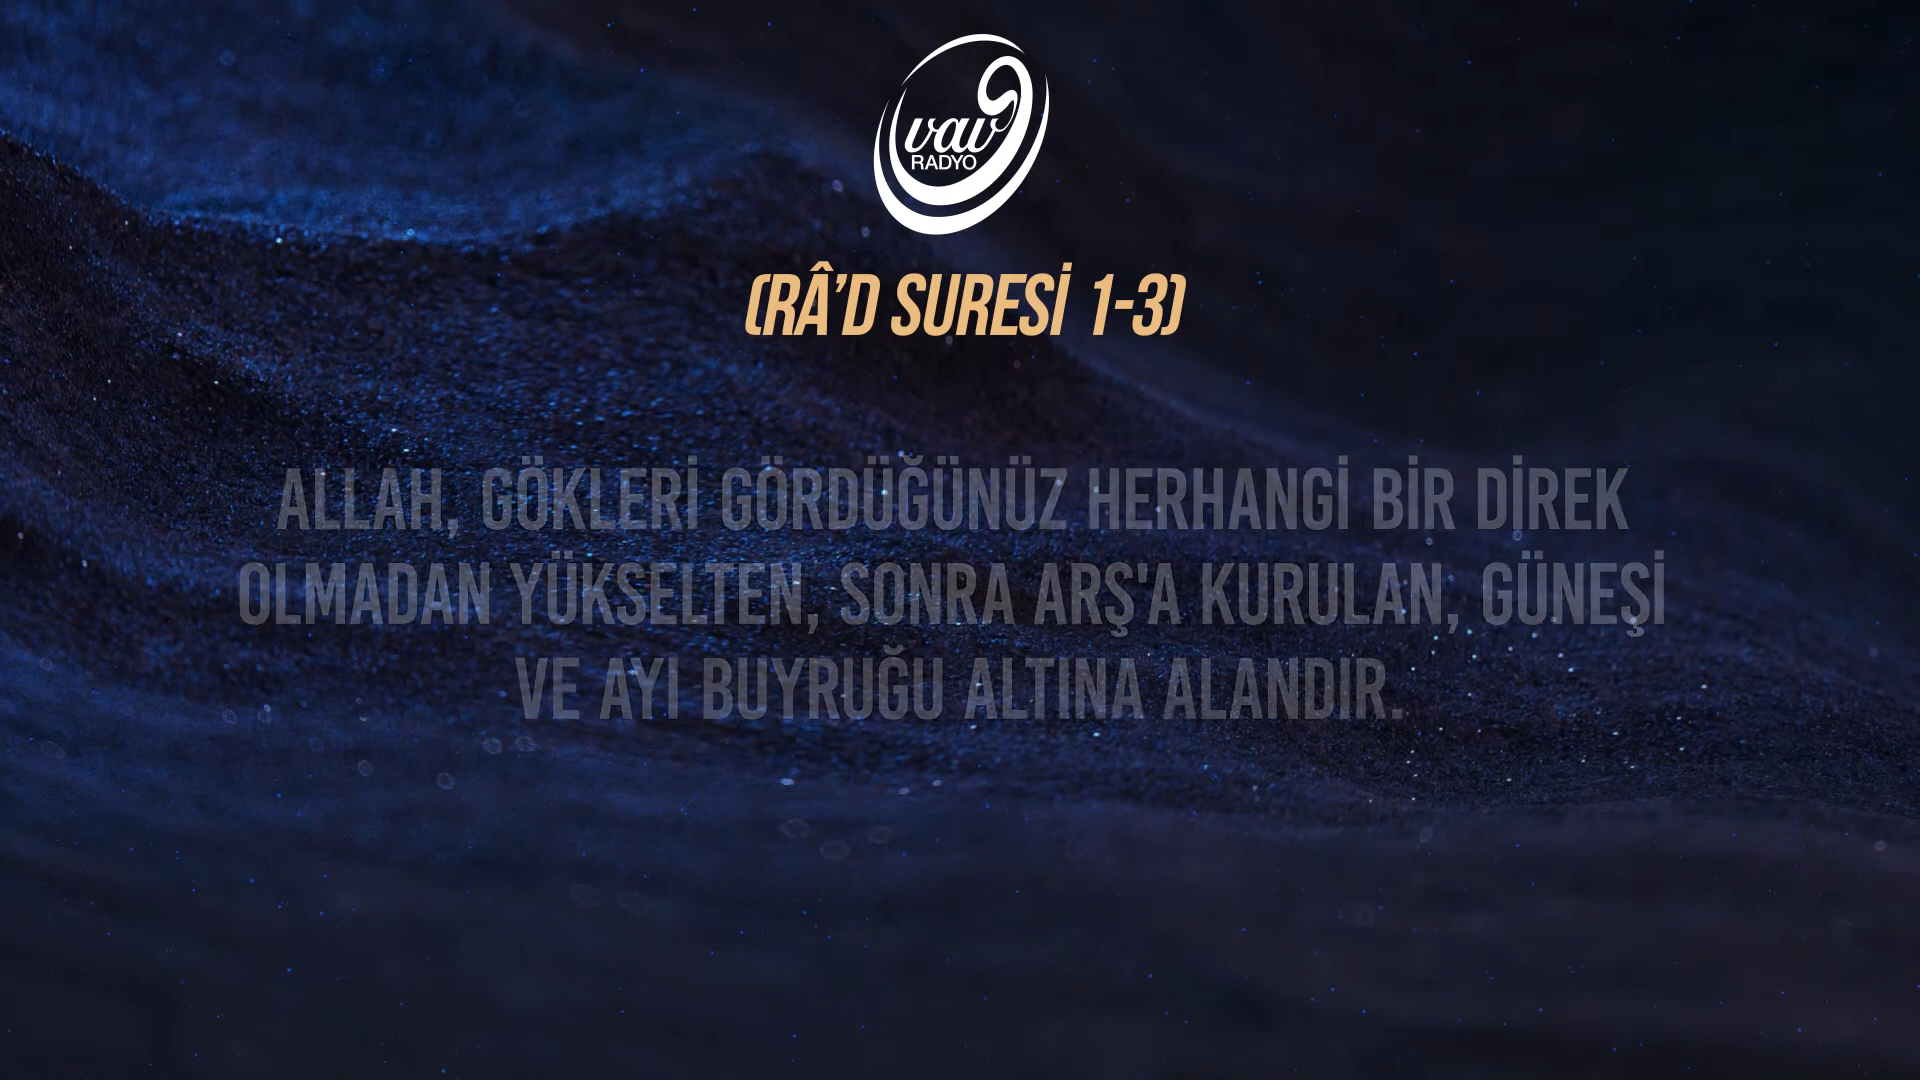 vav
RADYO
(RÂ’D SURESİ 1-3)
ALLAH, GÖKLERİ GÖRDÜĞÜNÜZ HERHANGİ BİR DİREK
OLMADAN YÜKSELTEN, SONRA ARŞ'A KURULAN, GÜNEŞİ
VE AYI BUYRUĞU ALTINA ALANDIR.